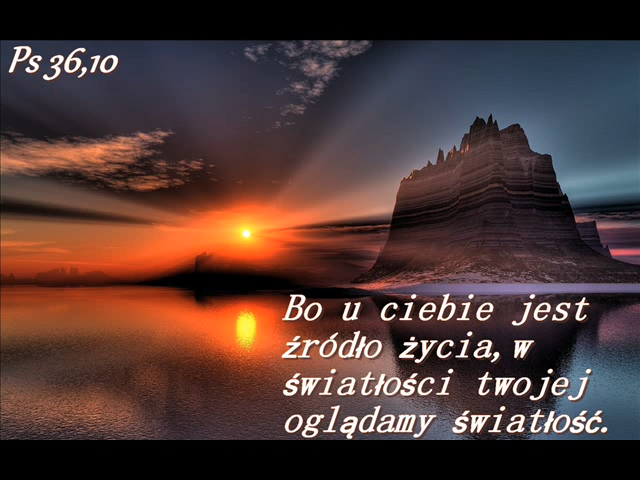 Ps 36,10
Bo u ciebie jest
źródło życia, w
światłości twojej
oglądamy światłość.